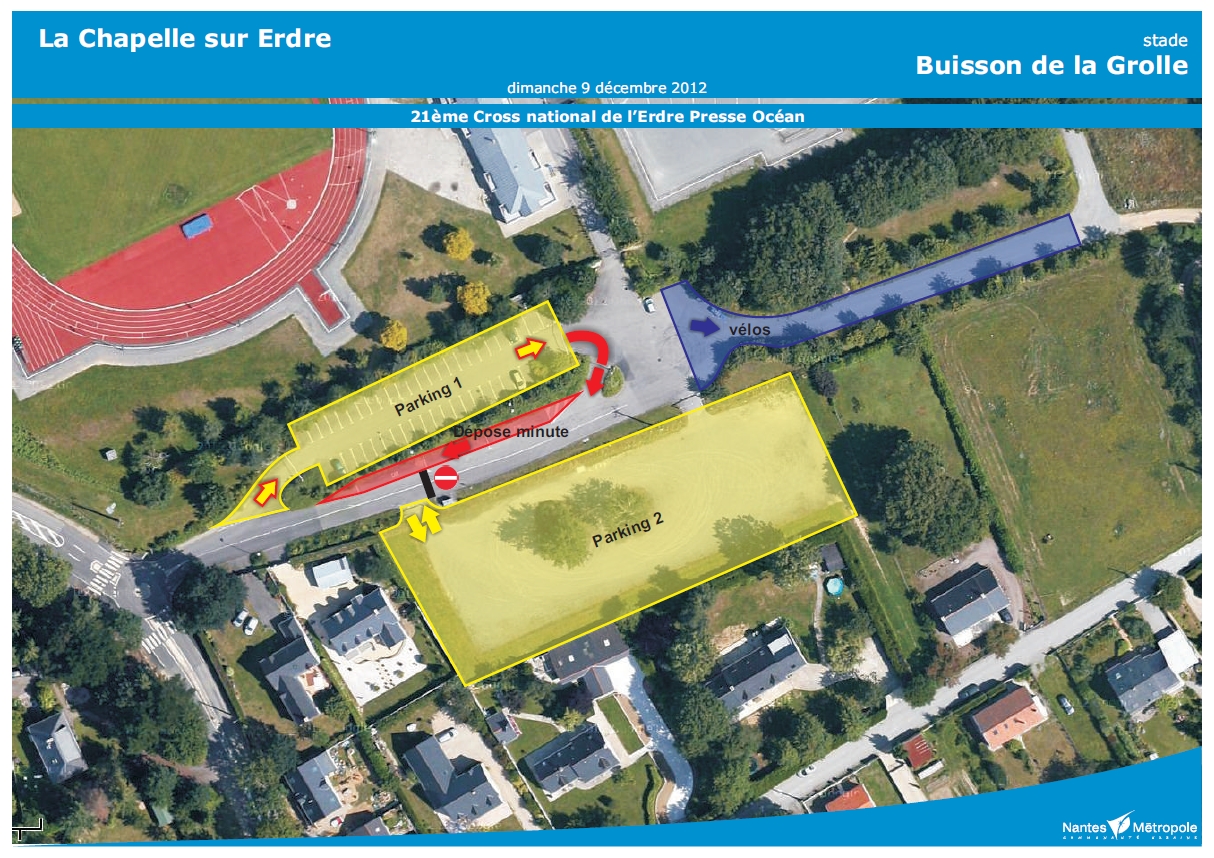 La Chapelle sur Erdre
stade
Buisson de la Grolle
dimanche 9 décembre 2012
21ème Cross national de l'Erdre Presse Océan
vélos
Parking 1
Dépose minute
Parking 2
Nantes Métropole
COMMUNAUTÉ URBAINE